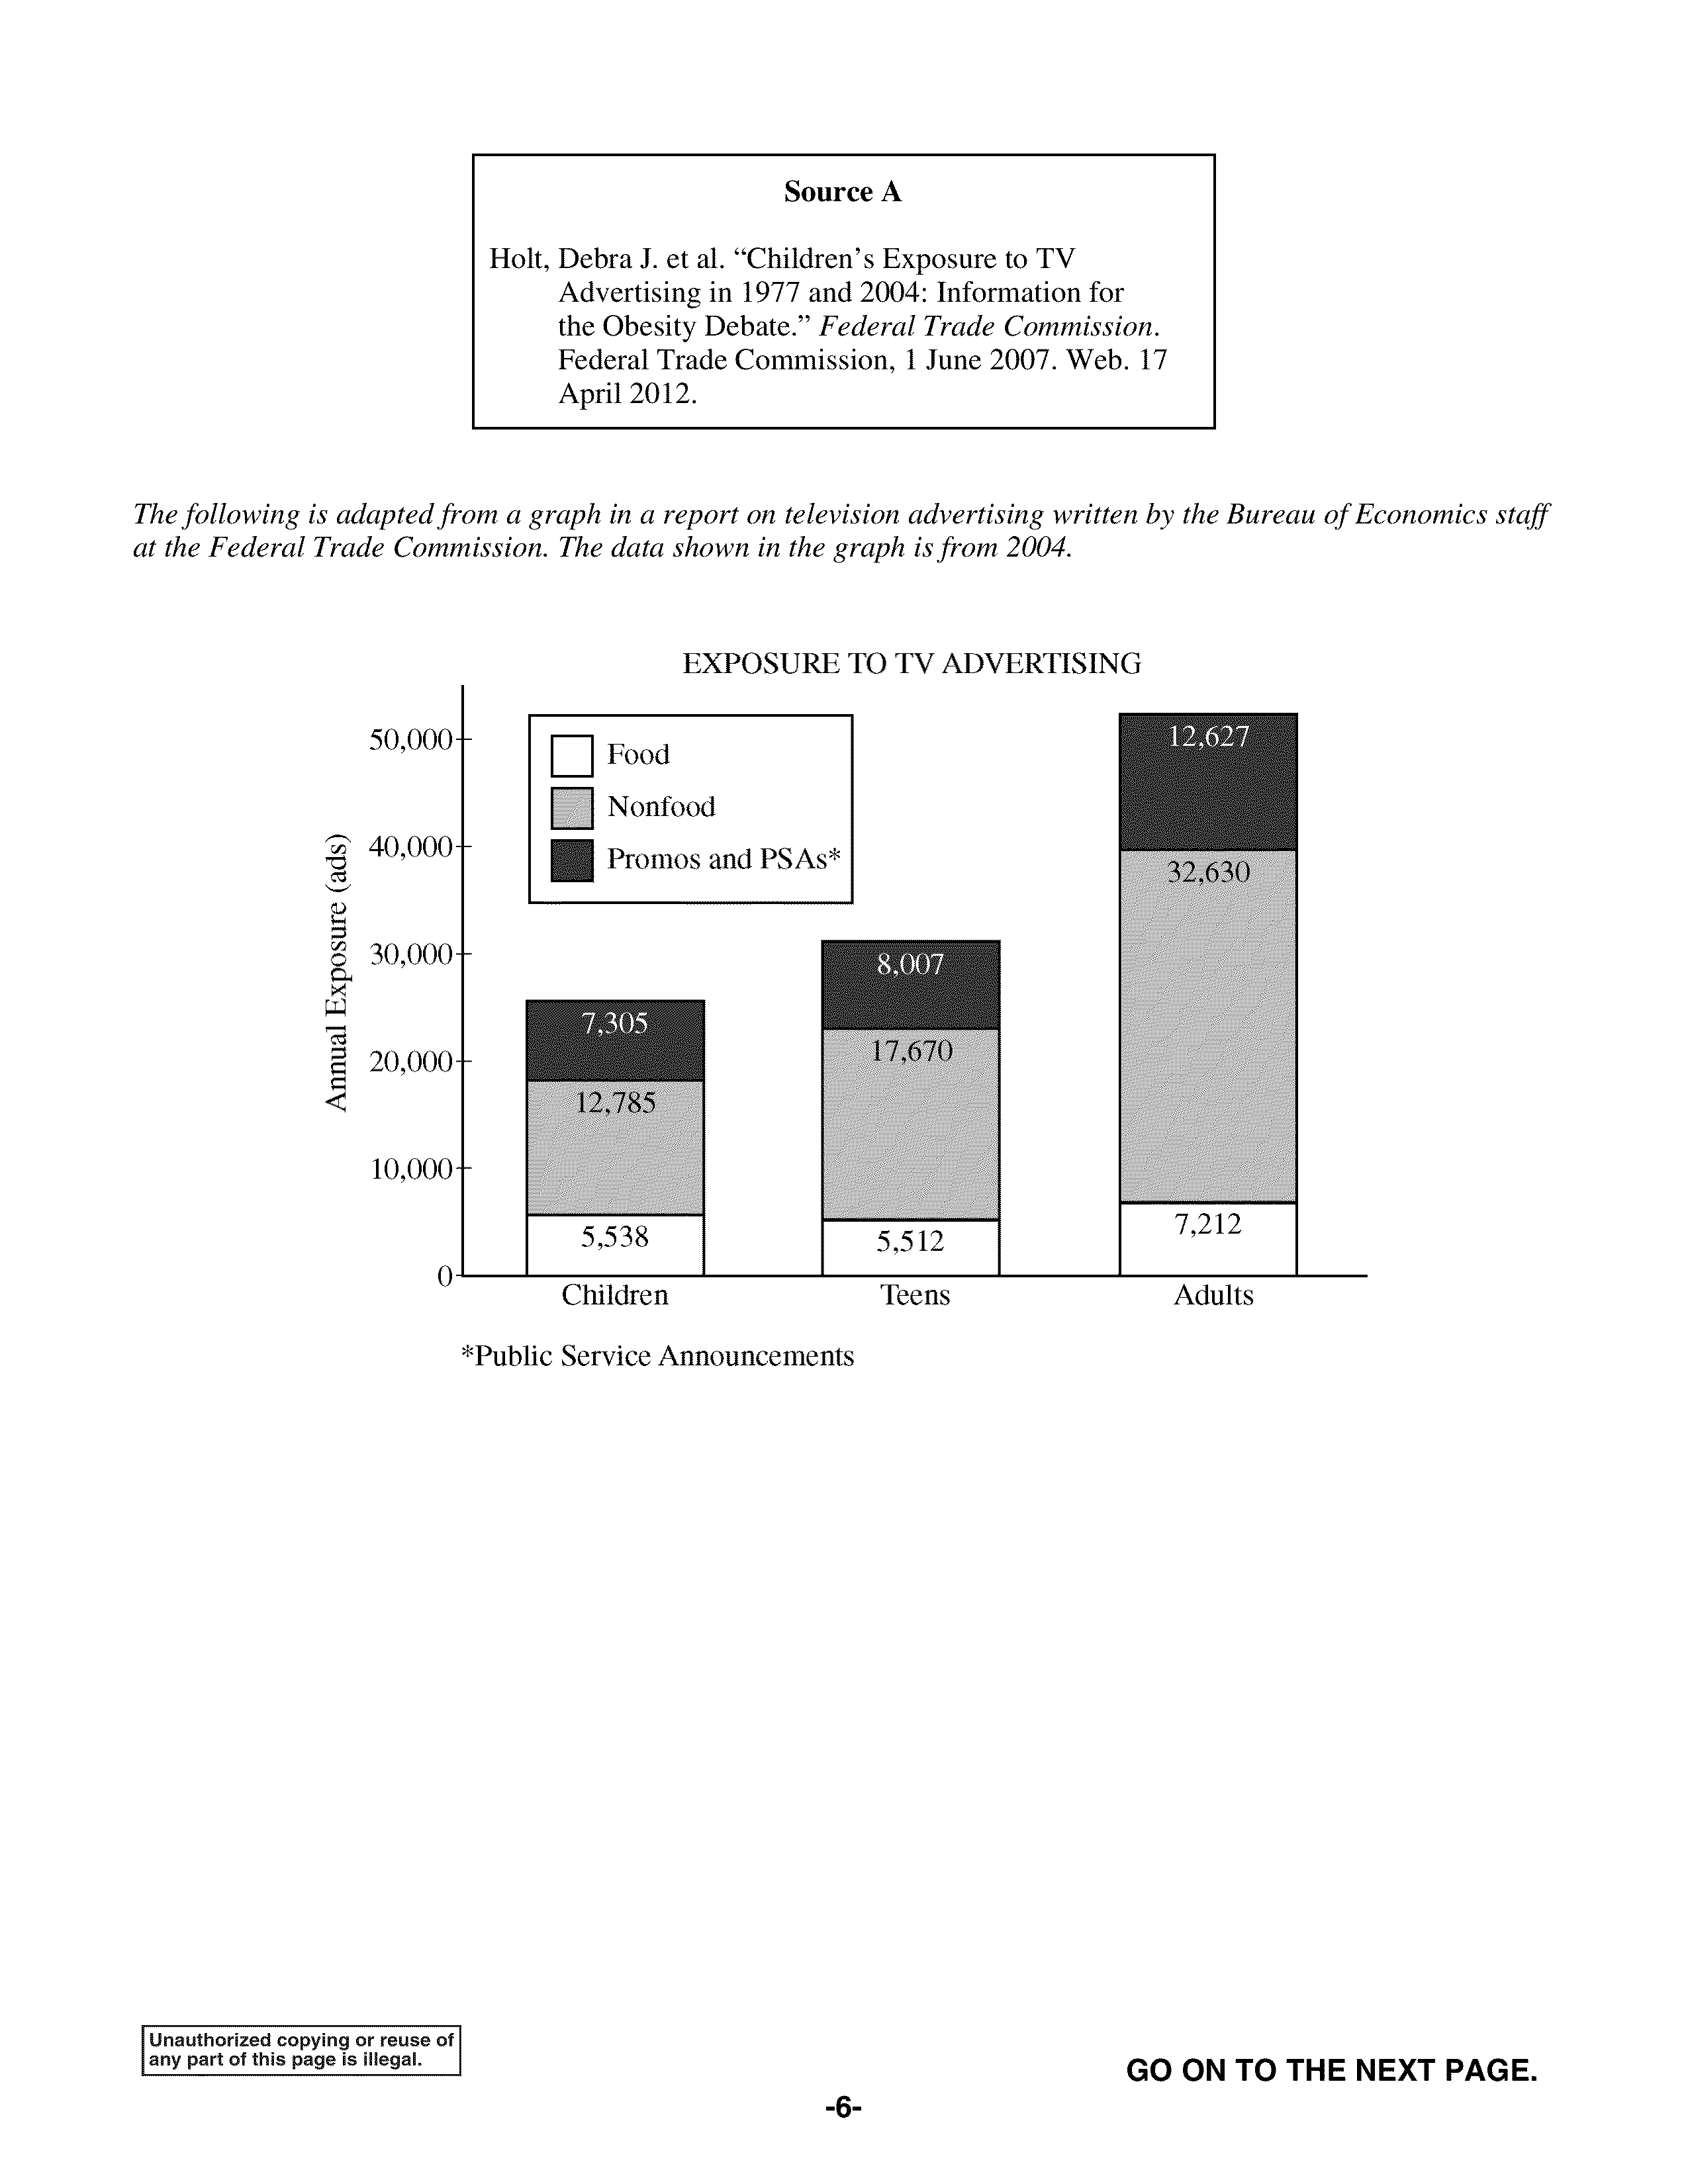 Source A
Holt, Debra J. et al. “Children’s Exposure to TV
Advertising in 1977 and 2004: Information for
the Obesity Debate.” Federal Trade Commission.
Federal Trade Commission, 1 June 2007. Web. 17
April 2012.
The following is adapted from a graph in a report on television advertising written by the Bureau of Economics staff
at the Federal Trade Commission. The data shown in the graph is from 2004.
EXPOSURE TO TV ADVERTISING
Annual Exposure (ads)
50,000
40,000
30,000
20,000
10,000
0
Food
Nonfood
Promos and PSAs*
7,305
12,785
5,538
8,007
17,670
5,512
12,627
32,630
7,212
Children
Teens
Adults
*Public Service Announcements
Unauthorized copying or reuse of
any part of this page is illegal.
GO ON TO THE NEXT PAGE.
-6-